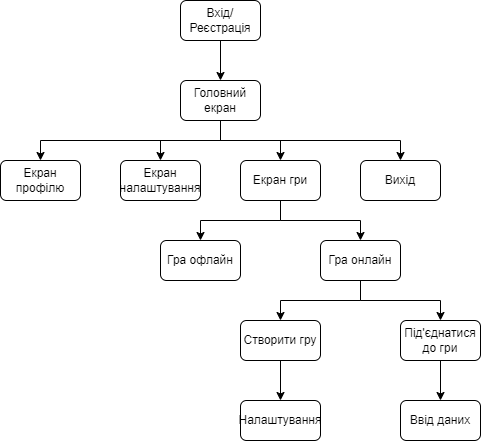 Вхід/
Реєстрація
Головний
екран
Екран
профілю
Екран
налаштування
Екран гри
Вихід
Гра офлайн
Гра онлайн
Створити гру
Під'єднатися
до гри
Налаштування
Ввід даних